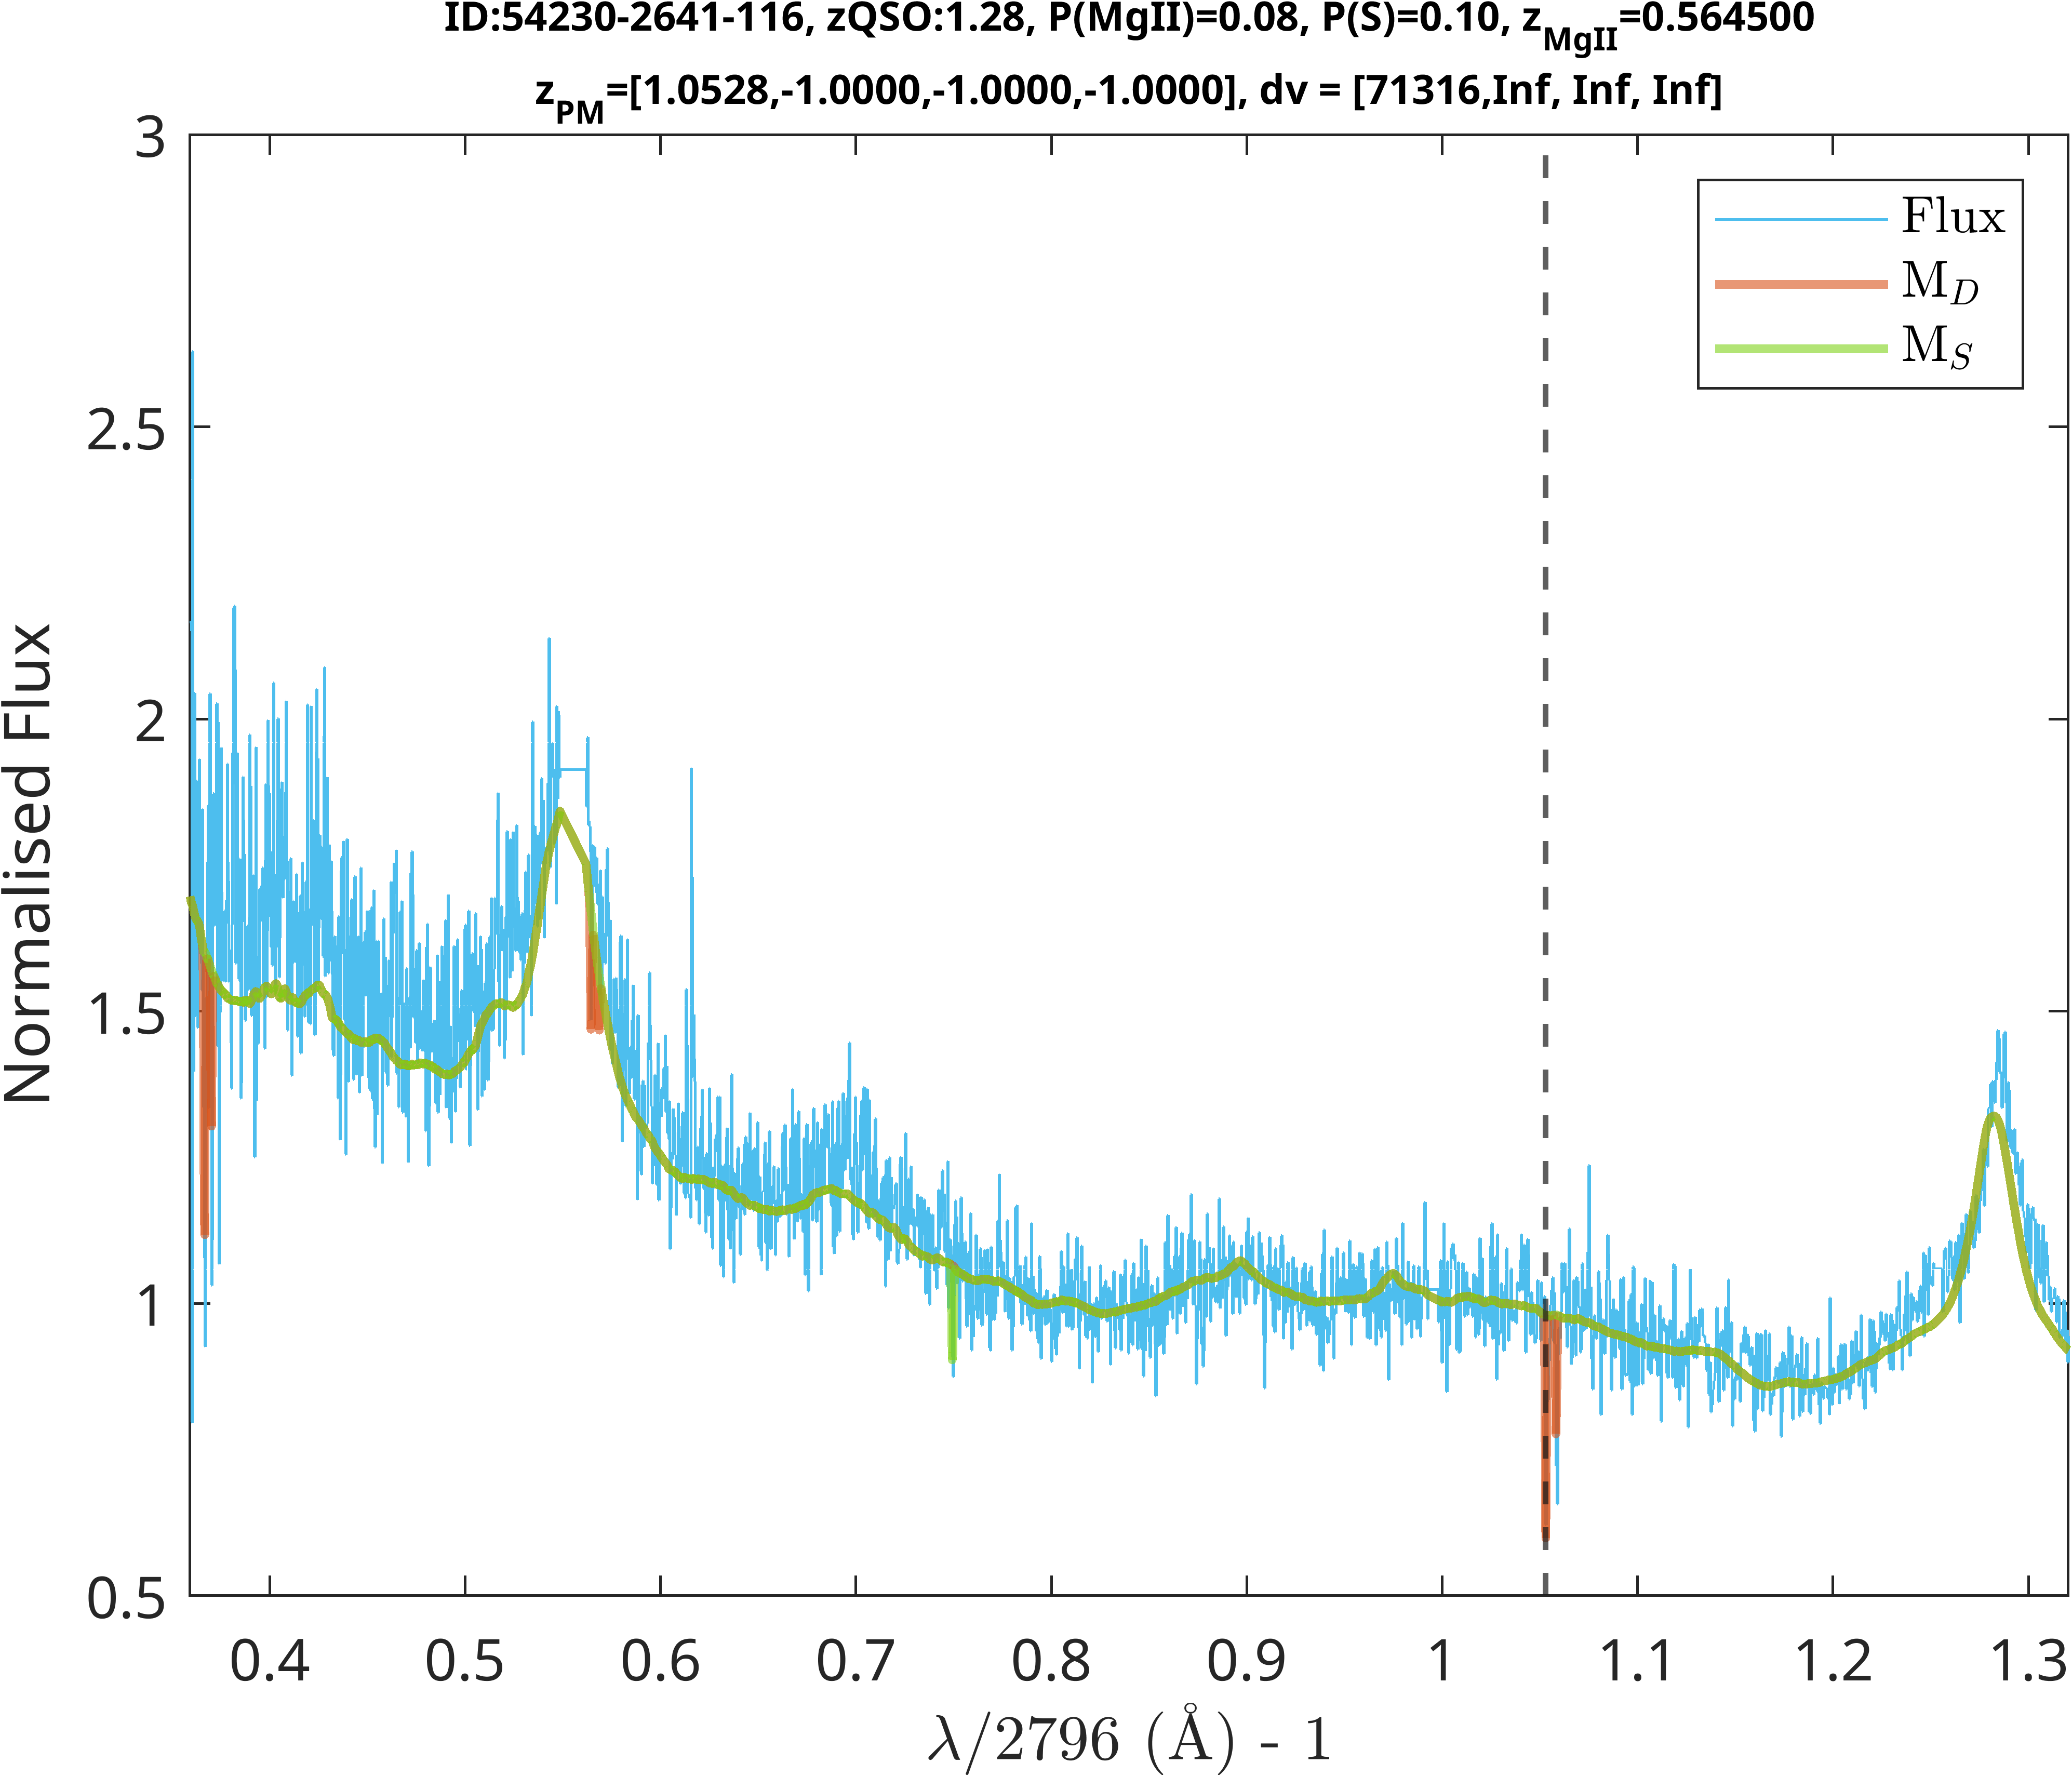 ID:54230-2641-116, zQSO:1.28, P(MgII)=0.08, P(S)=0.10, zMgII=0.564500
zPM=[1.0528,-1.0000,-1.0000,-1.0000], dv = [71316,Inf, Inf, Inf]
3
2.5
2
1.5
1
0.5
Normalised Flux
Flux
MD
MS
0.4 0.5 0.6 0.7 0.8 0.9 1 1.1 1.2 1.3
λ/2796 (Å) - 1